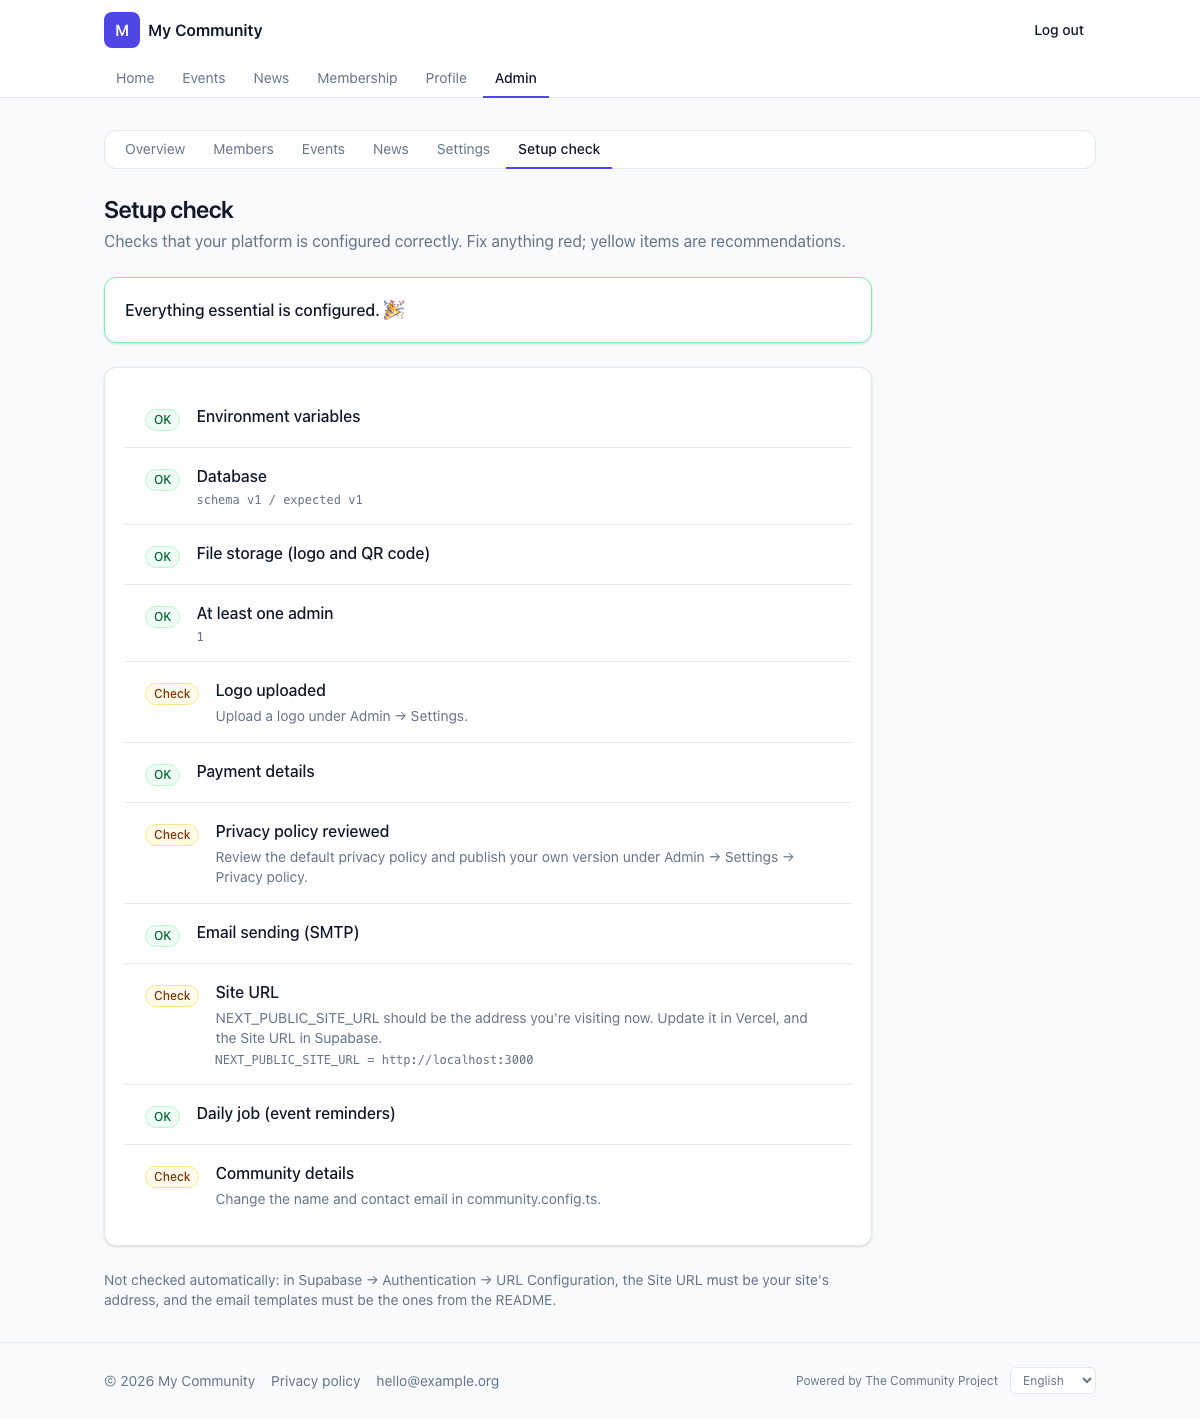 M My Community
Log out
Home Events News Membership Profile Admin
Overview Members Events News Settings Setup check
Setup check
Checks that your platform is configured correctly. Fix anything red; yellow items are recommendations.
Everything essential is configured. 🎉
OK Environment variables
OK Database
schema v1 / expected v1
OK File storage (logo and QR code)
OK At least one admin
1
Check Logo uploaded
Upload a logo under Admin → Settings.
OK Payment details
Check Privacy policy reviewed
Review the default privacy policy and publish your own version under Admin → Settings →
Privacy policy.
OK Email sending (SMTP)
Check Site URL
NEXT_PUBLIC_SITE_URL should be the address you're visiting now. Update it in Vercel, and
the Site URL in Supabase.
NEXT_PUBLIC_SITE_URL = http://localhost:3000
OK Daily job (event reminders)
Check Community details
Change the name and contact email in community.config.ts.
Not checked automatically: in Supabase → Authentication → URL Configuration, the Site URL must be your site's
address, and the email templates must be the ones from the README.
© 2026 My Community Privacy policy hello@example.org
Powered by The Community Project English